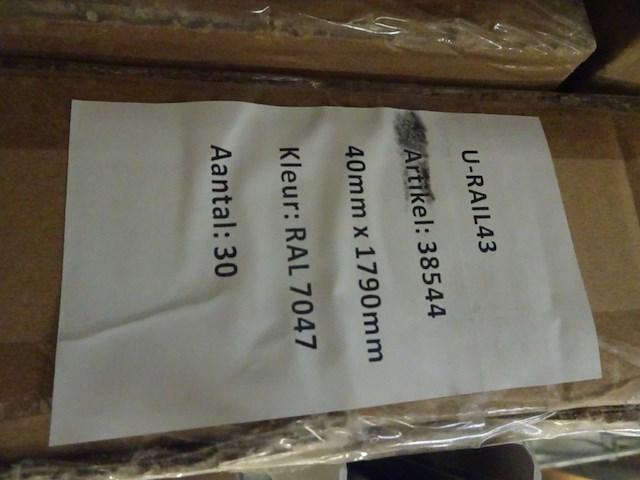 U-RAIL43
Artikel: 38544
40mm x 1790mm
Kleur: RAL 7047
Aantal: 30